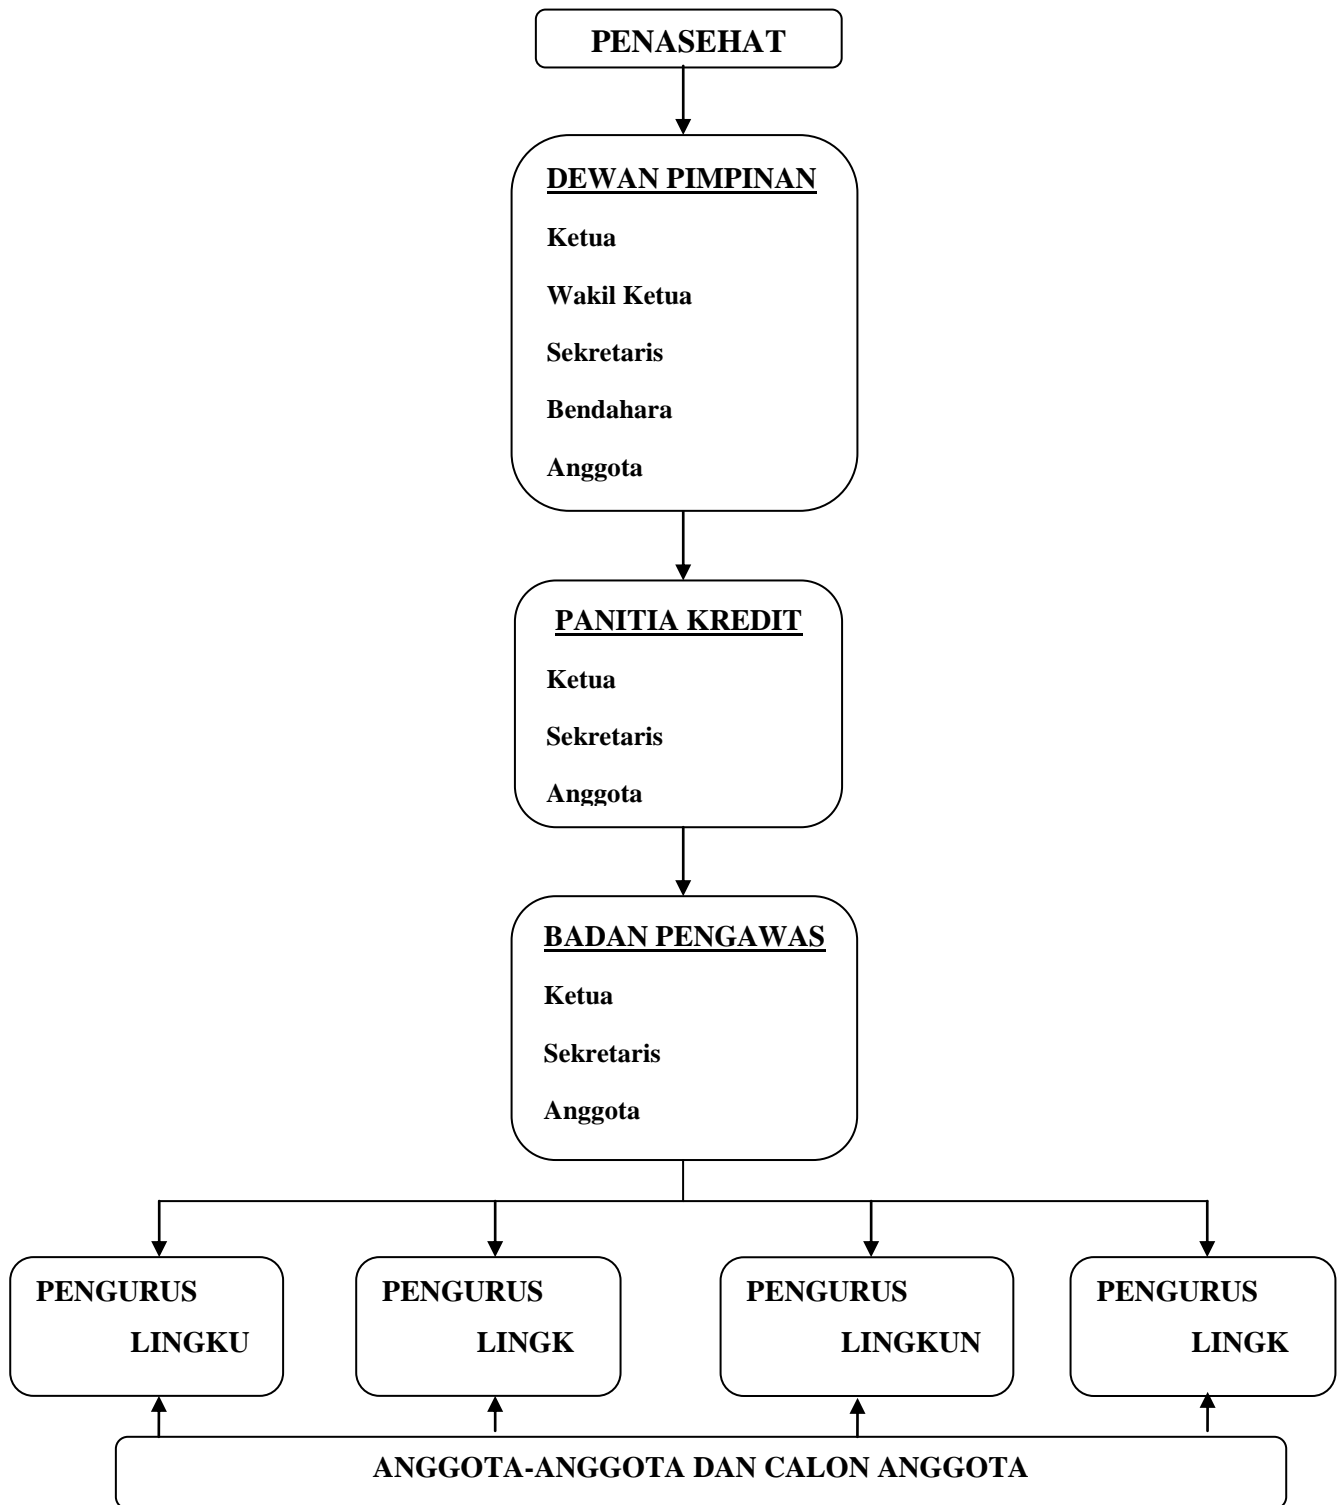 PENASEHAT
DEWAN PIMPINAN
Ketua
Wakil Ketua
Sekretaris
Bendahara
Anggota
PANITIA KREDIT
Ketua
Sekretaris
Anggota
BADAN PENGAWAS
Ketua
Sekretaris
Anggota
PENGURUS
LINGKU
PENGURUS
LINGK
PENGURUS
LINGKUN
PENGURUS
LINGK
ANGGOTA-ANGGOTA DAN CALON ANGGOTA